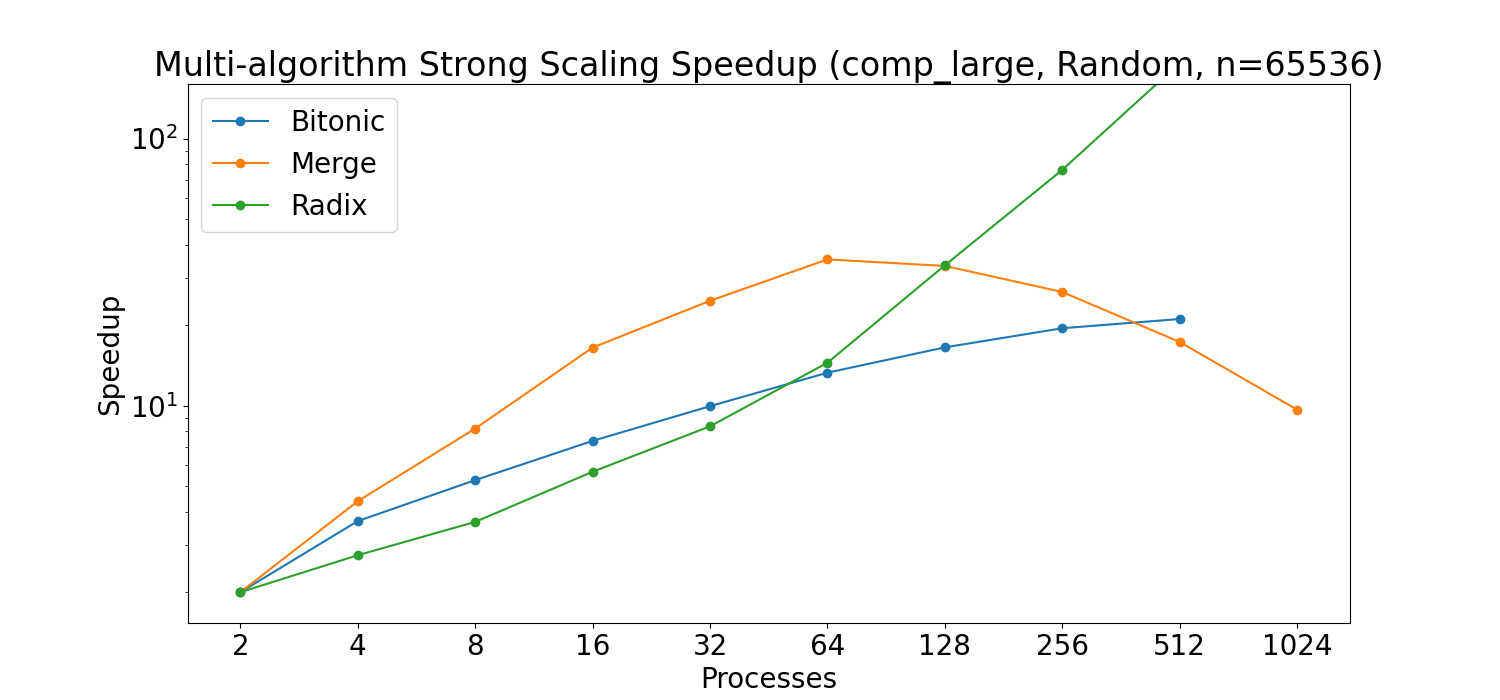 Multi-algorithm Strong Scaling Speedup (comp_large, Random, n=65536)
Bitonic
Merge
Radix
10²
10¹
Speedup
2 4 8 16 32 64 128 256 512 1024
Processes